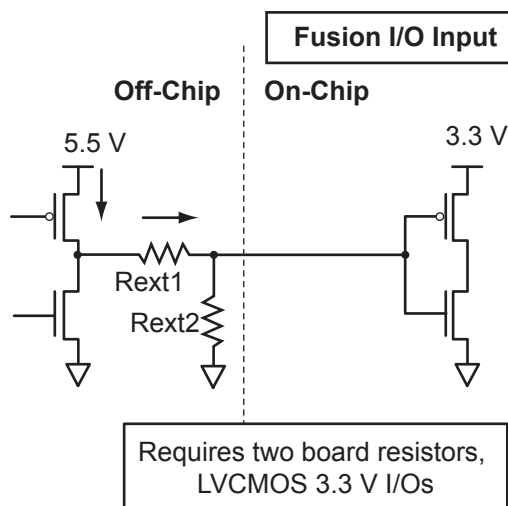 Fusion I/O Input
Off-Chip
On-Chip
5.5 V
3.3 V
Rext1
Rext2
Requires two board resistors,
LVCMOS 3.3 V I/Os